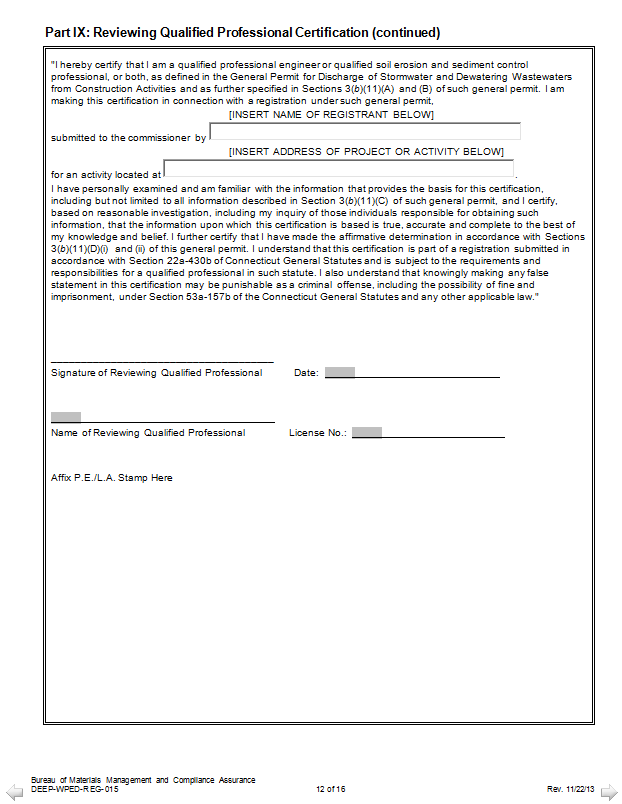 Part IX: Reviewing Qualified Professional Certification (continued)
"I hereby certify that I am a qualified professional engineer or qualified soil erosion and sediment control
professional, or both, as defined in the General Permit for Discharge of Stormwater and Dewatering Wastewaters
from Construction Activities and as further specified in Sections 3(b)(11)(A) and (B) of such general permit. I am
making this certification in connection with a registration under such general permit,
[INSERT NAME OF REGISTRANT BELOW]
submitted to the commissioner by
[INSERT ADDRESS OF PROJECT OR ACTIVITY BELOW]
for an activity located at .
I have personally examined and am familiar with the information that provides the basis for this certification,
including but not limited to all information described in Section 3(b)(11)(C) of such general permit, and I certify,
based on reasonable investigation, including my inquiry of those individuals responsible for obtaining such
information, that the information upon which this certification is based is true, accurate and complete to the best of
my knowledge and belief. I further certify that I have made the affirmative determination in accordance with Sections
3(b)(11)(D)(i) and (ii) of this general permit. I understand that this certification is part of a registration submitted in
accordance with Section 22a-430b of Connecticut General Statutes and is subject to the requirements and
responsibilities for a qualified professional in such statute. I also understand that knowingly making any false
statement in this certification may be punishable as a criminal offense, including the possibility of fine and
imprisonment, under Section 53a-157b of the Connecticut General Statutes and any other applicable law."
Signature of Reviewing Qualified Professional Date:
Name of Reviewing Qualified Professional License No.:
Affix P.E./L.A. Stamp Here
Bureau of Materials Management and Compliance Assurance
DEEP-WPED-REG-015 12 of 16 Rev. 11/22/13